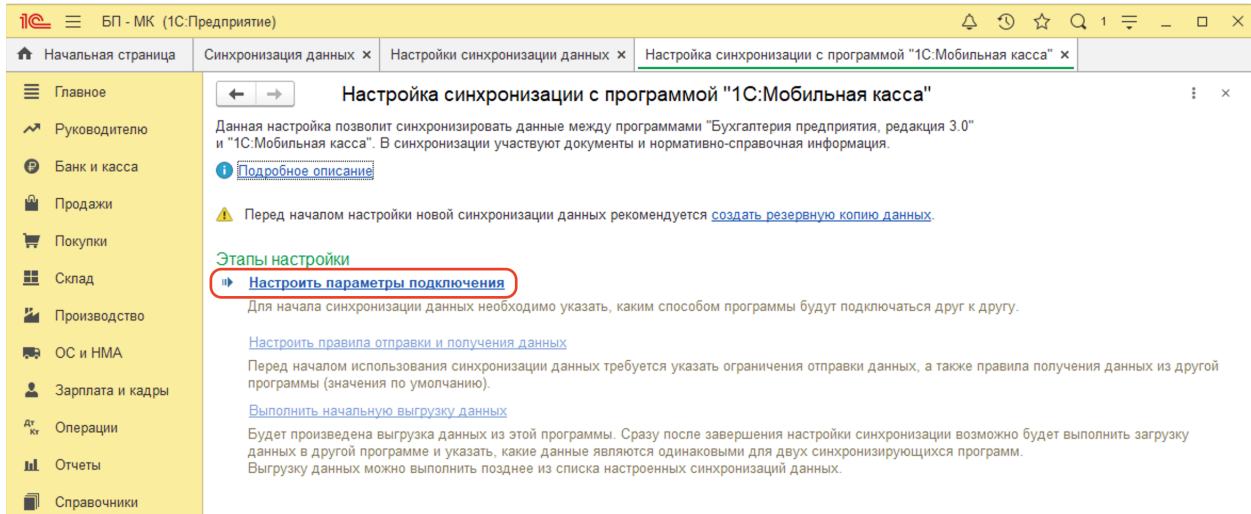 1С БП - МК (1С:Предприятие) 1
Начальная страница Синхронизация данных × Настройки синхронизации данных × Настройка синхронизации с программой "1С:Мобильная касса" ×
Главное
Руководителю
Банк и касса
Продажи
Покупки
Склад
Производство
ОС и НМА
Зарплата и кадры
Дт Кт Операции
Отчеты
Справочники
Настройка синхронизации с программой "1С:Мобильная касса"
Данная настройка позволит синхронизировать данные между программами "Бухгалтерия предприятия, редакция 3.0"
и "1С:Мобильная касса". В синхронизации участвуют документы и нормативно-справочная информация.
Подробное описание
Перед началом настройки новой синхронизации данных рекомендуется создать резервную копию данных.
Этапы настройки
Настроить параметры подключения
Для начала синхронизации данных необходимо указать, каким способом программы будут подключаться друг к другу.
Настроить правила отправки и получения данных
Перед началом использования синхронизации данных требуется указать ограничения отправки данных, а также правила получения данных из другой
программы (значения по умолчанию).
Выполнить начальную выгрузку данных
Будет произведена выгрузка данных из этой программы. Сразу после завершения настройки синхронизации возможно будет выполнить загрузку
данных в другой программе и указать, какие данные являются одинаковыми для двух синхронизирующихся программ.
Выгрузку данных можно выполнить позднее из списка настроенных синхронизаций данных.